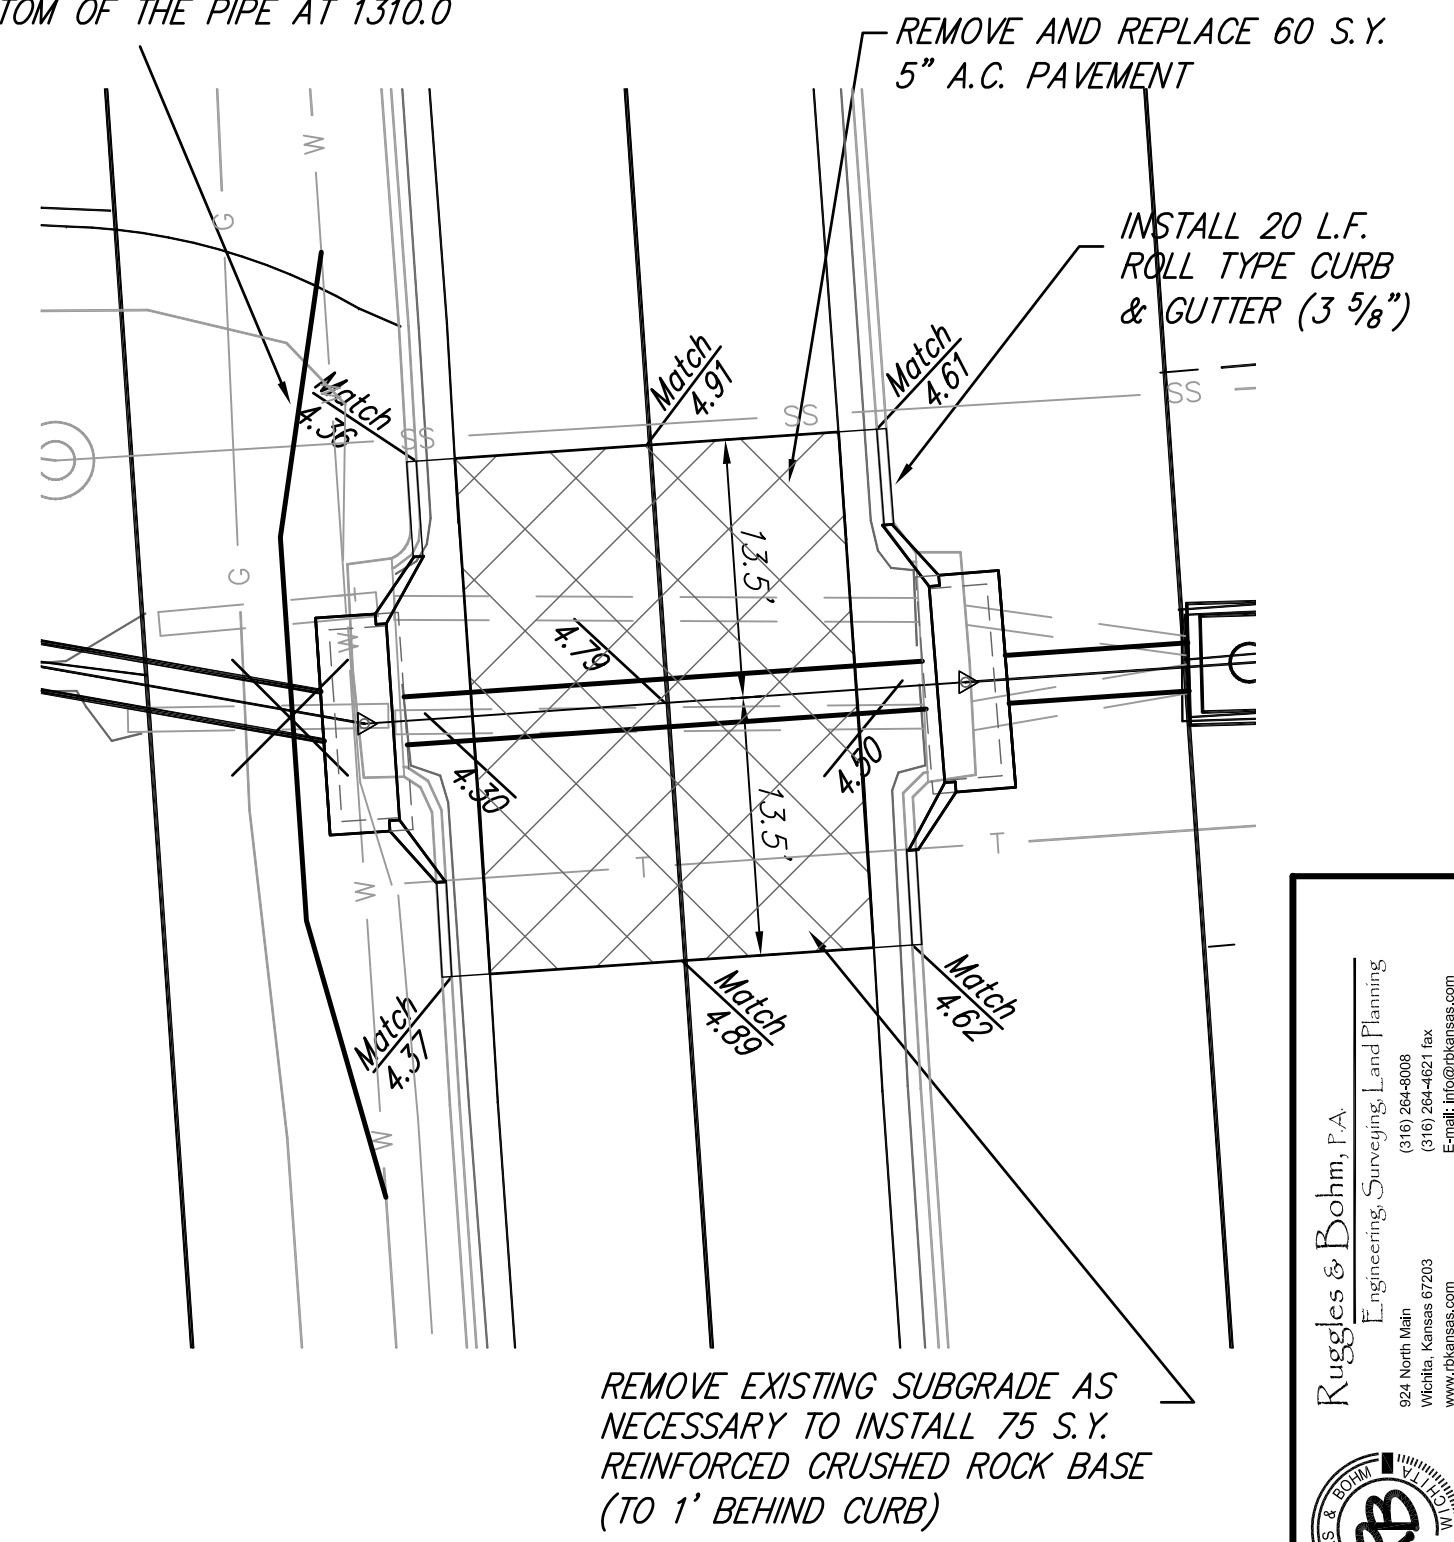 TOM OF THE PIPE AT 1310.0
REMOVE AND REPLACE 60 S.Y.
5" A.C. PAVEMENT
INSTALL 20 L.F.
ROLL TYPE CURB
& GUTTER (3 5/8")
W
G
Match
4.36
Match
4.91
Match
4.61
SS
SS
SS
13.5'
G
W
4.79
4.30
4.50
13.5'
T
T
W
Match
4.37
Match
4.89
Match
4.62
W
REMOVE EXISTING SUBGRADE AS
NECESSARY TO INSTALL 75 S.Y.
REINFORCED CRUSHED ROCK BASE
(TO 1' BEHIND CURB)
Ruggles & Bohm, P.A.
Engineering, Surveying, Land Planning
924 North Main
(316) 264-8008
Wichita, Kansas 67203
(316) 264-4621 fax
www.rbkansas.com
E-mail: info@rbkansas.com
S & BOHM
WICHITA
RB